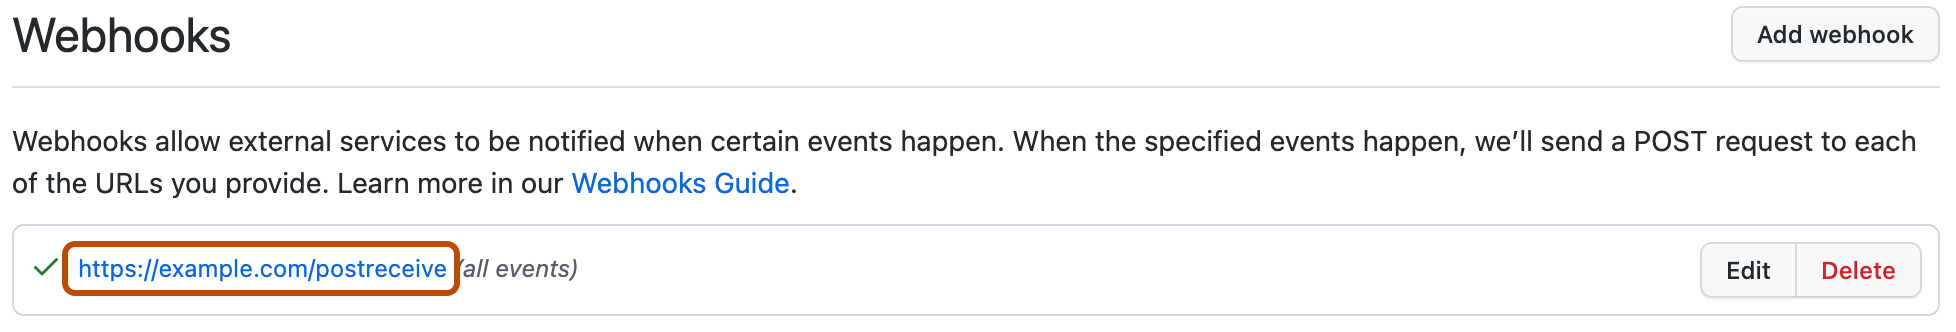 Webhooks
Add webhook
Webhooks allow external services to be notified when certain events happen. When the specified events happen, we’ll send a POST request to each
of the URLs you provide. Learn more in our Webhooks Guide.
https://example.com/postreceive (all events)
Edit
Delete